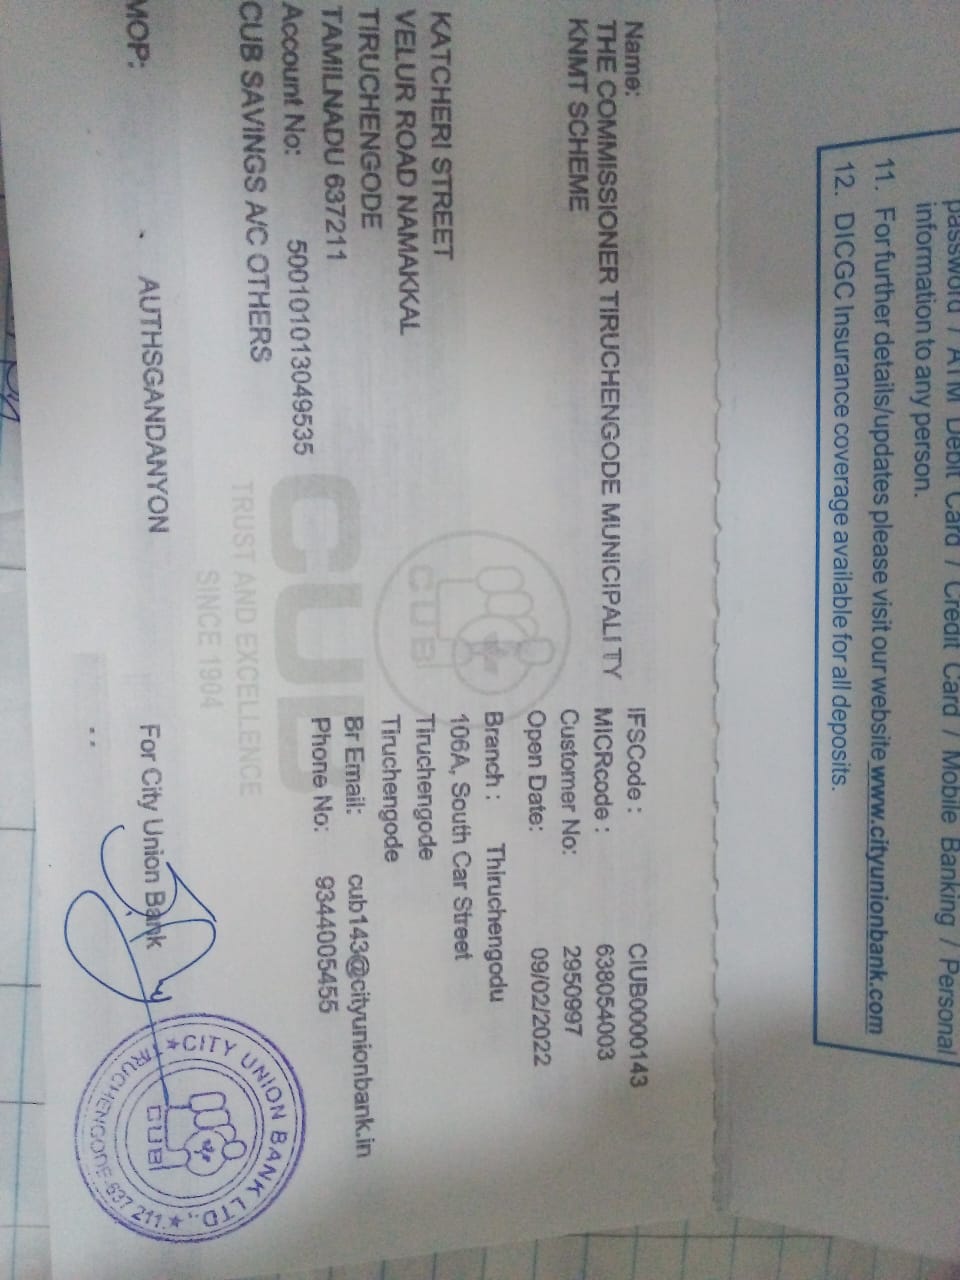 password / ATM Debit Card / Credit Card / Mobile Banking / Personal
information to any person.
11. For further details/updates please visit our website www.cityunionbank.com
12. DICGC Insurance coverage available for all deposits.
Name:
THE COMMISSIONER TIRUCHENGODE MUNICIPALI TY
KNMT SCHEME
KATCHERI STREET
VELUR ROAD NAMAKKAL
TIRUCHENGODE
TAMILNADU 637211
Account No: 500101013049535
CUB SAVINGS A/C OTHERS
MOP: . AUTHSGANDANYON
IFSCode : CIUB0000143
MICRcode : 638054003
Customer No: 2950997
Open Date: 09/02/2022
Branch : Thiruchengodu
106A, South Car Street
Tiruchengode
Tiruchengode
Br Email: cub143@cityunionbank.in
Phone No: 9344005455
CUB
CUB
TRUST AND EXCELLENCE
SINCE 1904
For City Union Bank
..
CITY UNION BANK LTD.,
CUB
TIRUCHENGODE-637 211.